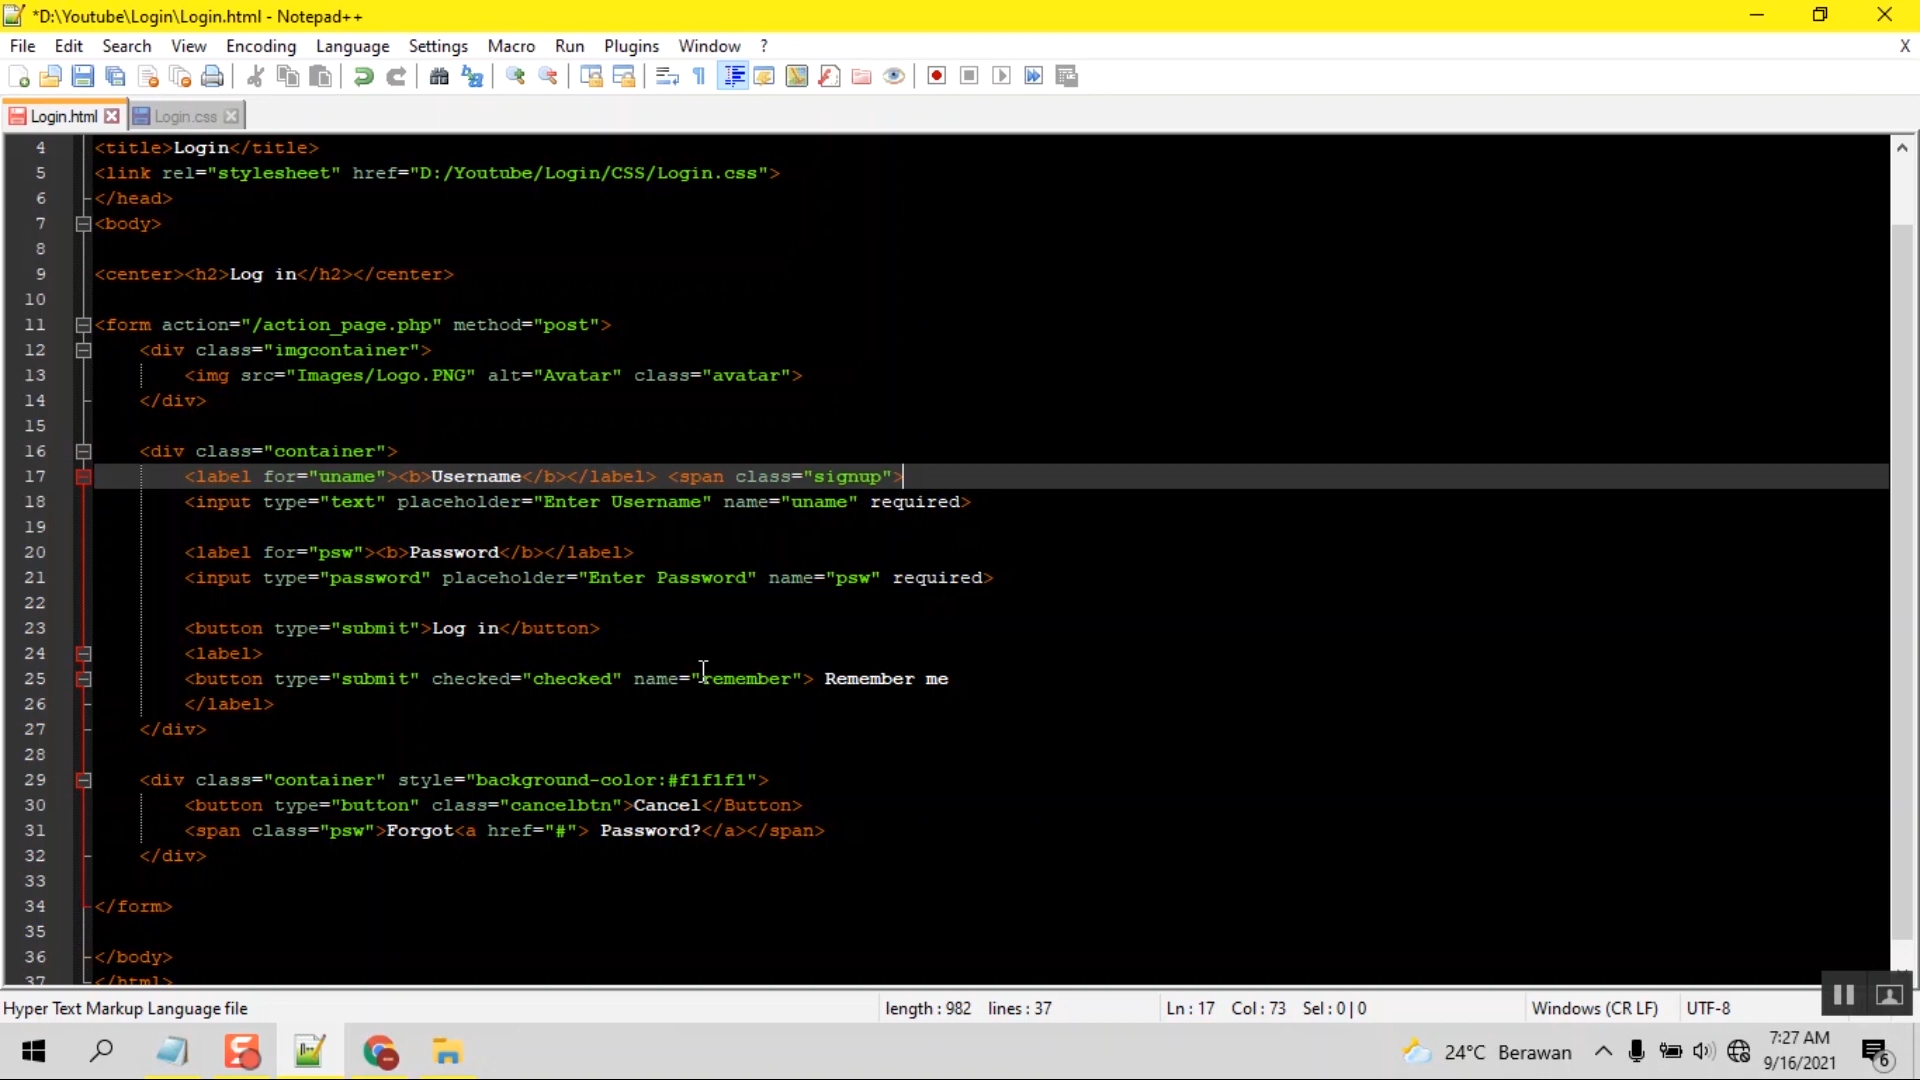 *D:\Youtube\Login\Login.html - Notepad++
File Edit Search View Encoding Language Settings Macro Run Plugins Window ? X
Login.html Login.css
4 <title>Login</title>
5 <link rel="stylesheet" href="D:/Youtube/Login/CSS/Login.css">
6 </head>
7 <body>
8
9 <center><h2>Log in</h2></center>
10
11 <form action="/action_page.php" method="post">
12 <div class="imgcontainer">
13 <img src="Images/Logo.PNG" alt="Avatar" class="avatar">
14 </div>
15
16 <div class="container">
17 <label for="uname"><b>Username</b></label> <span class="signup">
18 <input type="text" placeholder="Enter Username" name="uname" required>
19
20 <label for="psw"><b>Password</b></label>
21 <input type="password" placeholder="Enter Password" name="psw" required>
22
23 <button type="submit">Log in</button>
24 <label>
25 <button type="submit" checked="checked" name="remember"> Remember me
26 </label>
27 </div>
28
29 <div class="container" style="background-color:#f1f1f1">
30 <button type="button" class="cancelbtn">Cancel</Button>
31 <span class="psw">Forgot<a href="#"> Password?</a></span>
32 </div>
33
34 </form>
35
36 </body>
37 </html>
Hyper Text Markup Language file length : 982 lines : 37 Ln : 17 Col : 73 Sel : 0 | 0 Windows (CR LF) UTF-8
24°C Berawan 7:27 AM
9/16/2021 6